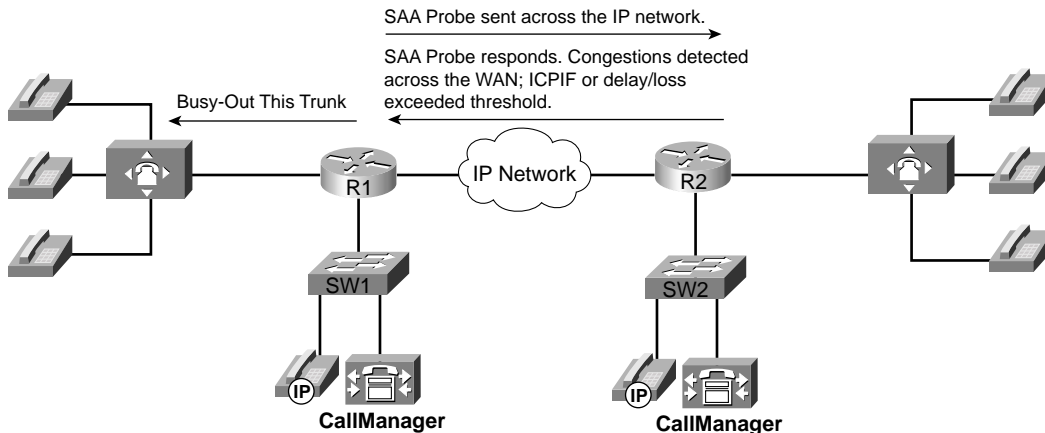 SAA Probe sent across the IP network.
SAA Probe responds. Congestions detected
across the WAN; ICPIF or delay/loss
exceeded threshold.
Busy-Out This Trunk
R1
IP Network
R2
SW1
SW2
IP
IP
CallManager
CallManager